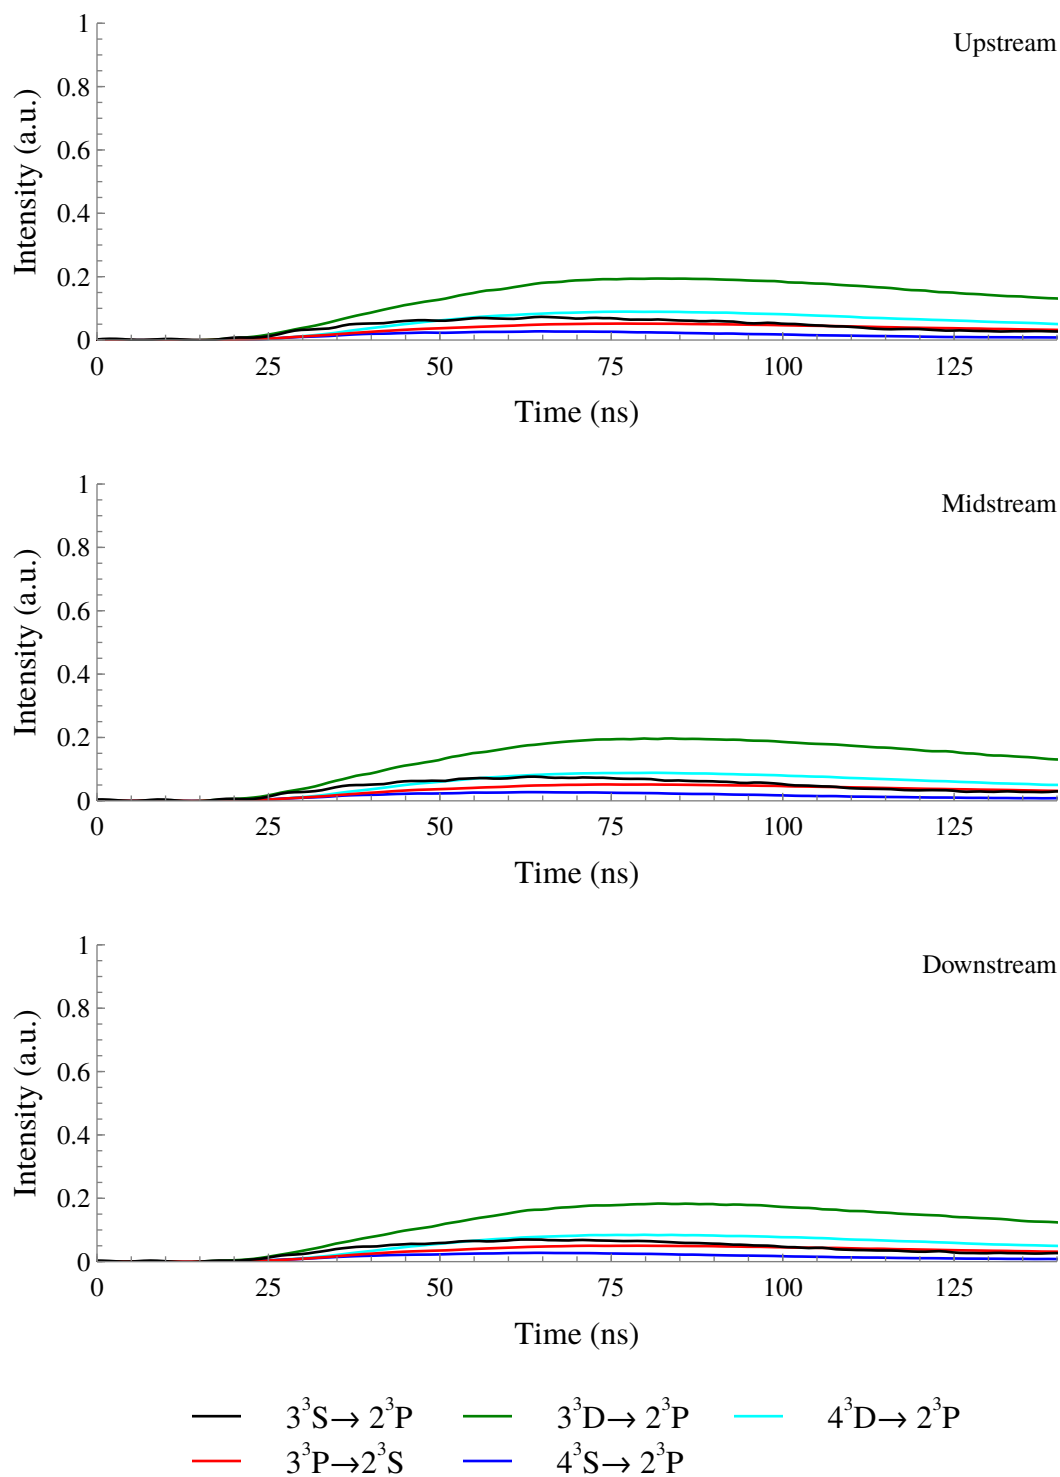 Upstream
Intensity (a.u.)
1
0.8
0.6
0.4
0.2
0
0 25 50 75 100 125
Time (ns)
Midstream
Intensity (a.u.)
1
0.8
0.6
0.4
0.2
0
0 25 50 75 100 125
Time (ns)
Downstream
Intensity (a.u.)
1
0.8
0.6
0.4
0.2
0
0 25 50 75 100 125
Time (ns)
3³S→ 2³P 3³D→ 2³P 4³D→ 2³P
3³P→2³S 4³S→ 2³P